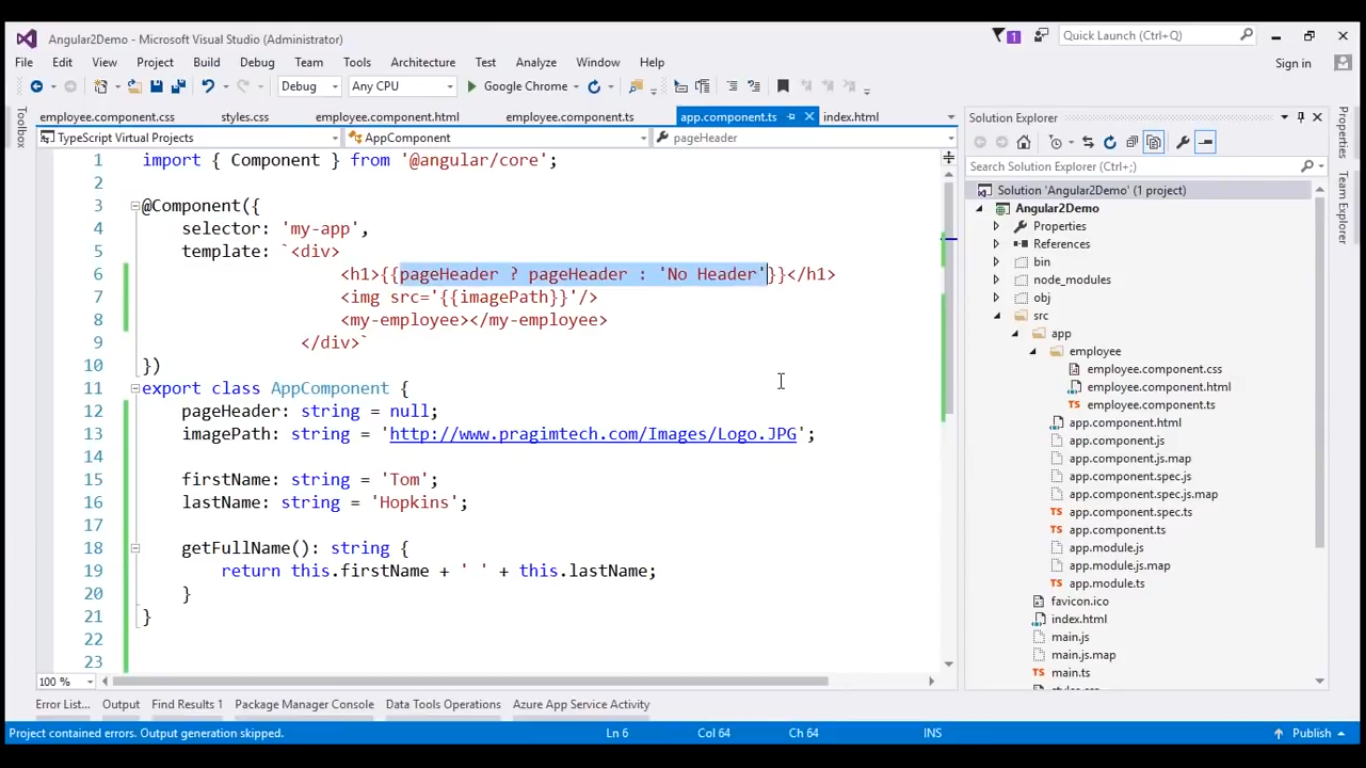 Angular2Demo - Microsoft Visual Studio (Administrator)
1
Quick Launch (Ctrl+Q)
File Edit View Project Build Debug Team Tools Architecture Test Analyze Window Help
Sign in
Debug Any CPU Google Chrome
Toolbox
employee.component.css styles.css employee.component.html employee.component.ts app.component.ts index.html
TypeScript Virtual Projects AppComponent pageHeader
1 import { Component } from '@angular/core';
2
3 @Component({
4 selector: 'my-app',
5 template: `<div>
6 <h1>{{pageHeader ? pageHeader : 'No Header'}}</h1>
7 <img src='{{imagePath}}'/>
8 <my-employee></my-employee>
9 </div>`
10 })
11 export class AppComponent {
12 pageHeader: string = null;
13 imagePath: string = 'http://www.pragimtech.com/Images/Logo.JPG';
14
15 firstName: string = 'Tom';
16 lastName: string = 'Hopkins';
17
18 getFullName(): string {
19 return this.firstName + ' ' + this.lastName;
20 }
21 }
22
23
100 %
Solution Explorer
Search Solution Explorer (Ctrl+;)
Solution 'Angular2Demo' (1 project)
Angular2Demo
Properties
References
bin
node_modules
obj
src
app
employee
employee.component.css
employee.component.html
employee.component.ts
app.component.html
app.component.js
app.component.js.map
app.component.spec.js
app.component.spec.js.map
app.component.spec.ts
app.component.ts
app.module.js
app.module.js.map
app.module.ts
favicon.ico
index.html
main.js
main.js.map
main.ts
Properties
Team Explorer
Error List... Output Find Results 1 Package Manager Console Data Tools Operations Azure App Service Activity
Project contained errors. Output generation skipped. Ln 6 Col 64 Ch 64 INS Publish